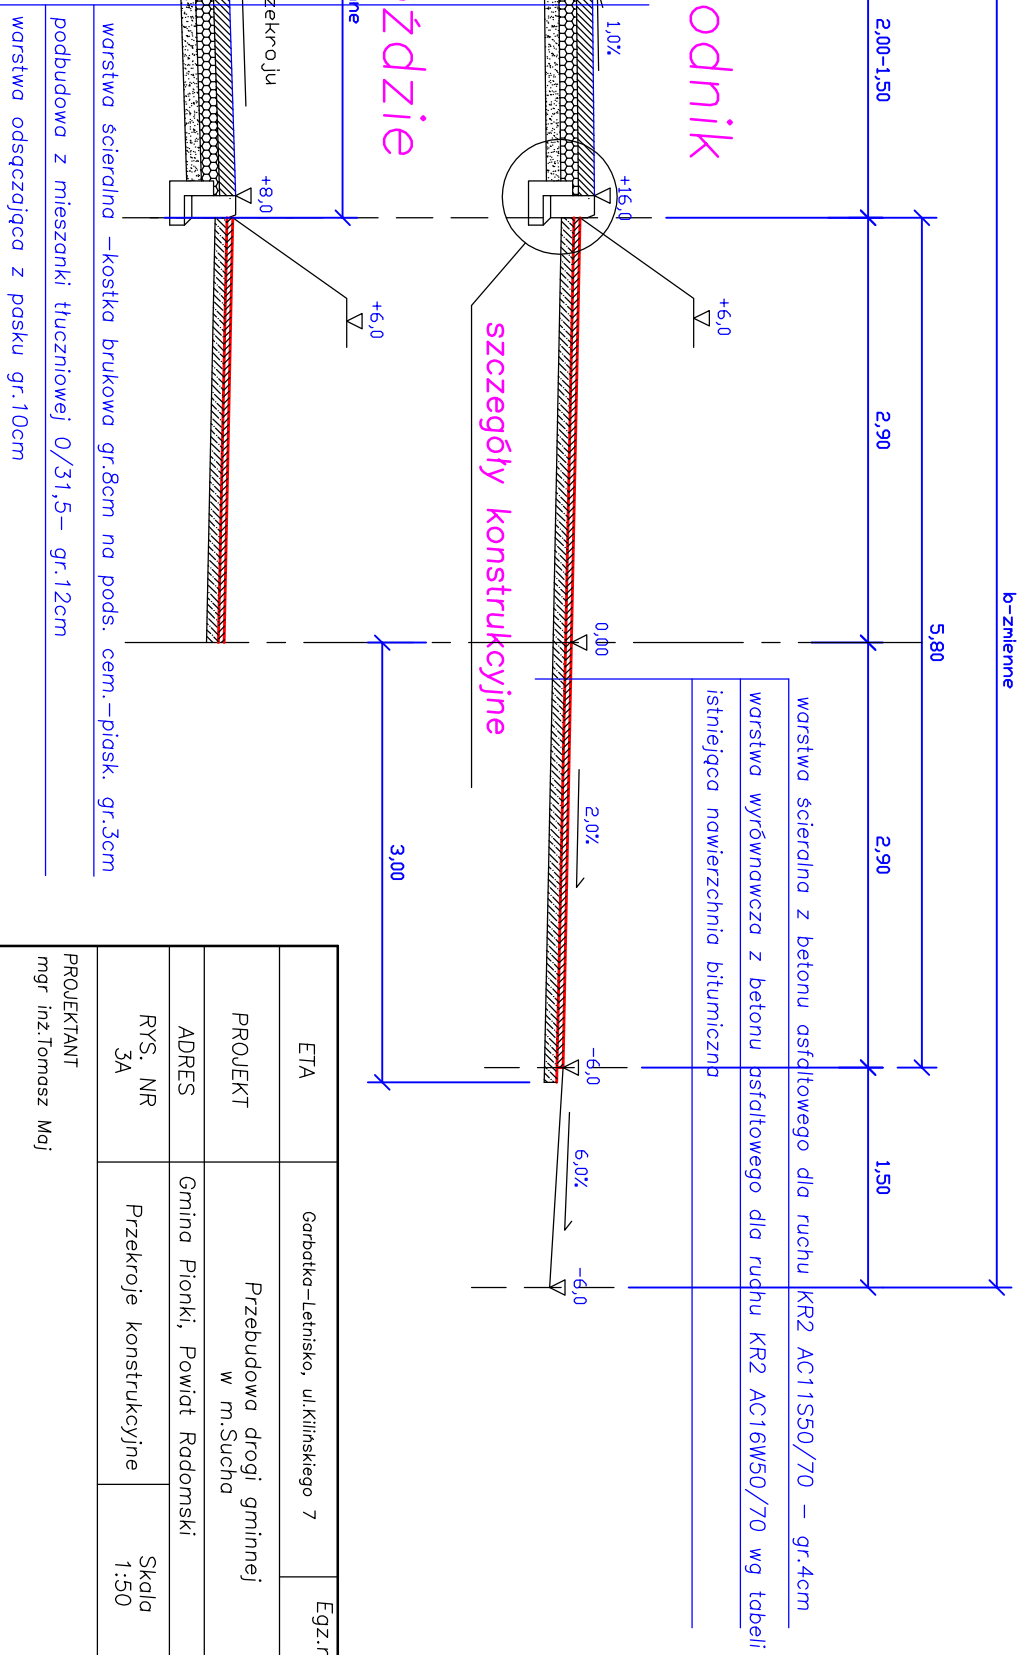 b-zmienne
5,80
2,00-1,50
2,90
2,90
1,50
odnik
+6,0
+16,0
1,0%
0,00
2,0%
-6,0
6,0%
-6,0
warstwa ścieralna z betonu asfaltowego dla ruchu KR2 AC11S50/70 - gr.4cm
warstwa wyrównawcza z betonu asfaltowego dla ruchu KR2 AC16W50/70 wg tabeli
istniejąca nawierzchnia bitumiczna
szczegóły konstrukcyjne
eździe
ne
+6,0
+8,0
zekroju
3,00
warstwa ścieralna -kostka brukowa gr.8cm na pods. cem.-piask. gr.3cm
podbudowa z mieszanki tłuczniowej 0/31,5- gr.12cm
warstwa odsączająca z pasku gr.10cm
ETA
Garbatka-Letnisko, ul.Kilińskiego 7
Egz.n
PROJEKT
Przebudowa drogi gminnej
w m.Sucha
ADRES
Gmina Pionki, Powiat Radomski
RYS. NR
3A
Przekroje konstrukcyjne
Skala
1:50
PROJEKTANT
mgr inż.Tomasz Maj